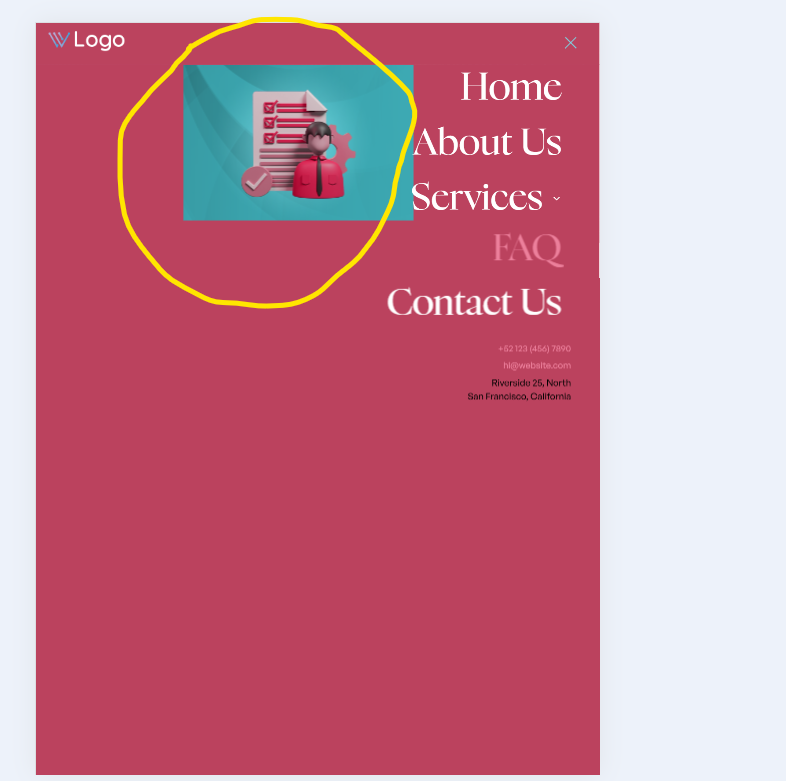 Logo
Home
About Us
Services
FAQ
Contact Us
+52 123 (456) 7890
hi@website.com
Riverside 25, North
San Francisco, California